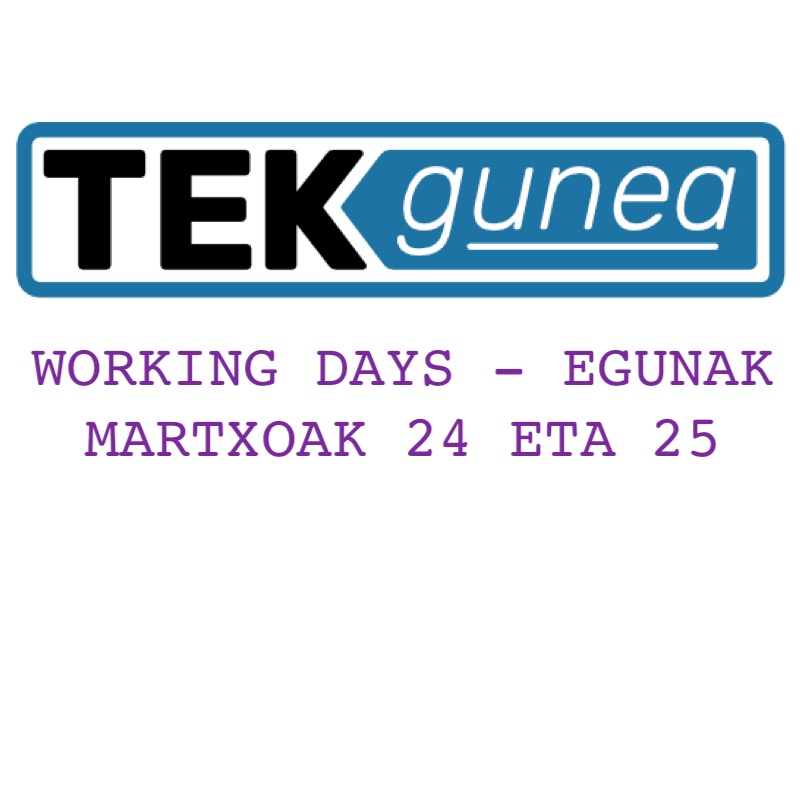 TEK gunea
WORKING DAYS - EGUNAK
MARTXOAK 24 ETA 25